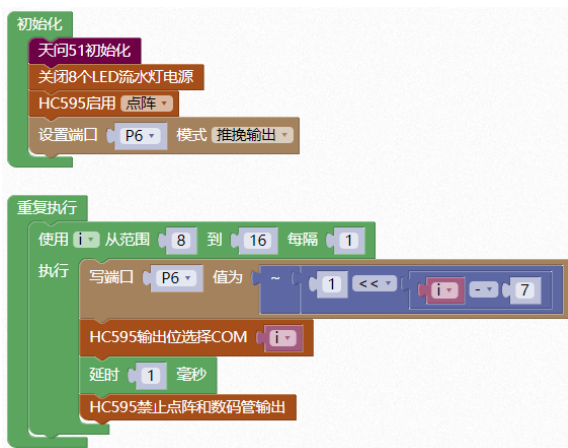 初始化
天问51初始化
关闭8个LED流水灯电源
HC595启用 点阵
设置端口 P6 模式 推挽输出
重复执行
使用 i 从范围 8 到 16 每隔 1
执行 写端口 P6 值为 ~ 1 << i - 7
HC595输出位选择COM i
延时 1 毫秒
HC595禁止点阵和数码管输出